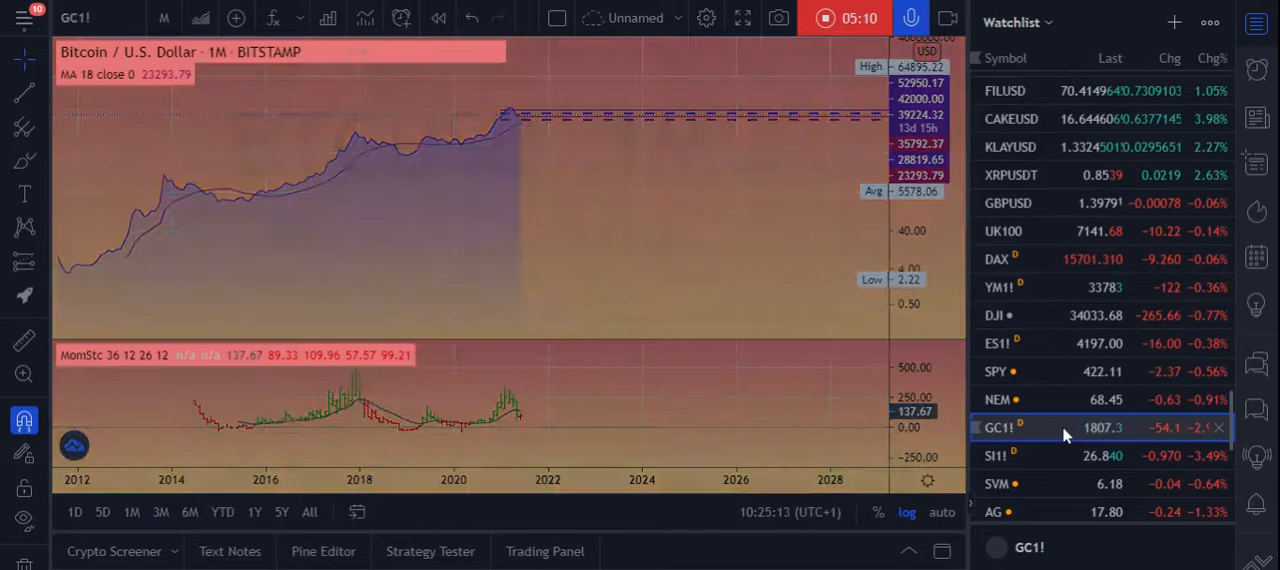 10
GC1!
M
Unnamed
05:10
Bitcoin / U.S. Dollar · 1M · BITSTAMP
MA 18 close 0 23293.79
USD
High 64895.22
52950.17
42000.00
39224.32
13d 15h
35792.37
28819.65
23293.79
Avg 5578.06
40.00
4.00
Low 2.22
0.50
MomStc 36 12 26 12 n/a n/a 137.67 89.33 109.96 57.57 99.21
500.00
250.00
137.67
0.00
-250.00
2012 2014 2016 2018 2020 2022 2024 2026 2028
1D 5D 1M 3M 6M YTD 1Y 5Y All
10:25:13 (UTC+1) % log auto
Crypto Screener Text Notes Pine Editor Strategy Tester Trading Panel
Watchlist
Symbol Last Chg Chg%
FILUSD 1.05%
CAKEUSD 3.98%
KLAYUSD 2.27%
XRPUSDT 0.8539 0.0219 2.63%
GBPUSD 1.39791 -0.00078 -0.06%
UK100 7141.68 -10.22 -0.14%
DAX D 15701.310 -9.260 -0.06%
YM1! D 33783 -122 -0.36%
DJI 34033.68 -265.66 -0.77%
ES1! D 4197.00 -16.00 -0.38%
SPY 422.11 -2.37 -0.56%
NEM 68.45 -0.63 -0.91%
GC1! D 1807.3 -54.1
SI1! D 26.840 -0.970 -3.49%
SVM 6.18 -0.04 -0.64%
AG 17.80 -0.24 -1.33%
GC1!